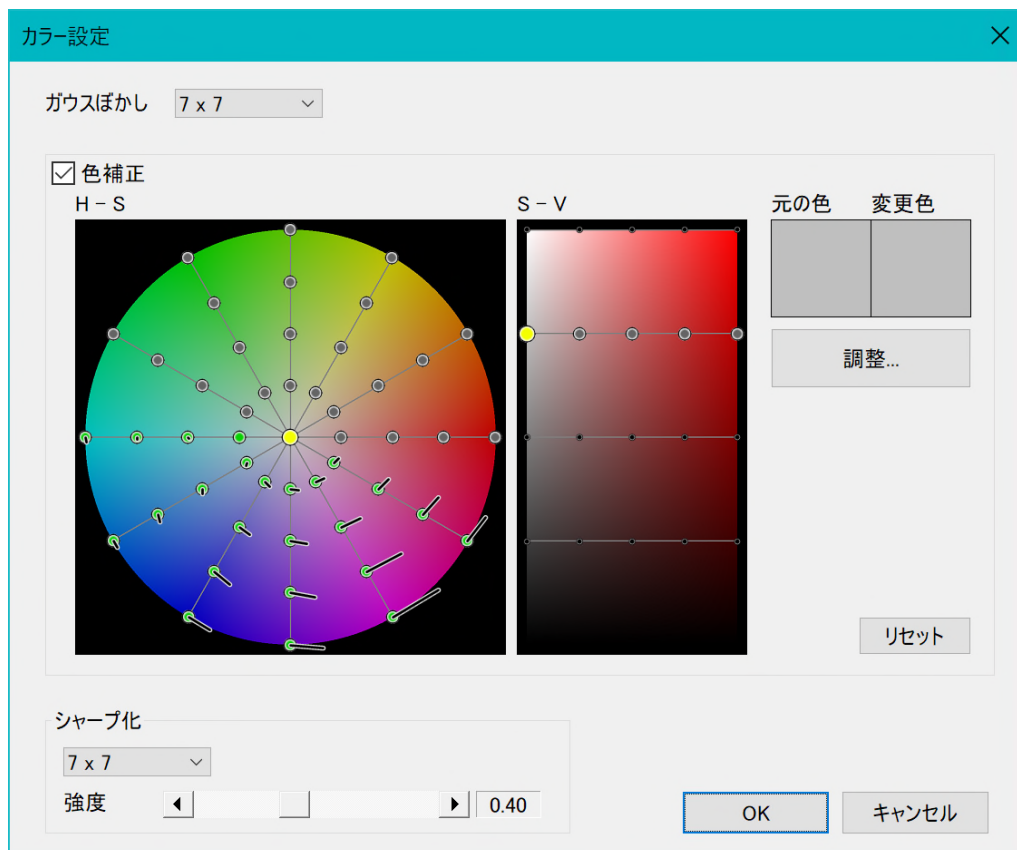 カラー設定
ガウスぼかし
7 x 7
色補正
H − S
S − V
元の色
変更色
調整...
リセット
シャープ化
7 x 7
強度
0.40
OK
キャンセル